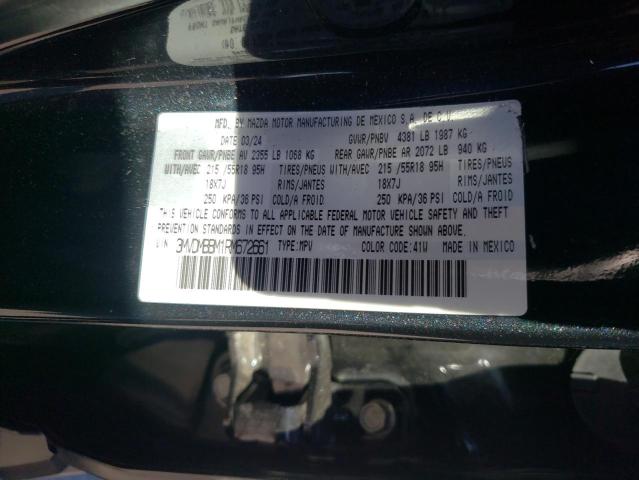 MFD. BY MAZDA MOTOR MANUFACTURING DE MEXICO S.A. DE C.V.
DATE 03/24 GVWR/PNBV 4381 LB 1987 KG
FRONT GAWR/PNBE AV 2355 LB 1068 KG REAR GAWR/PNBE AR 2072 LB 940 KG
WITH/AVEC 215/55R18 95H TIRES/PNEUS WITH/AVEC 215/55R18 95H TIRES/PNEUS
18X7J RIMS/JANTES 18X7J RIMS/JANTES
250 KPA/36 PSI COLD/A FROID 250 KPA/36 PSI COLD/A FROID
THIS VEHICLE CONFORMS TO ALL APPLICABLE FEDERAL MOTOR VEHICLE SAFETY AND THEFT
PREVENTION STANDARDS IN EFFECT ON THE DATE OF MANUFACTURE SHOWN ABOVE.
VIN: 3MVDMBBM1RM672661 TYPE:MPV COLOR CODE:41W MADE IN MEXICO